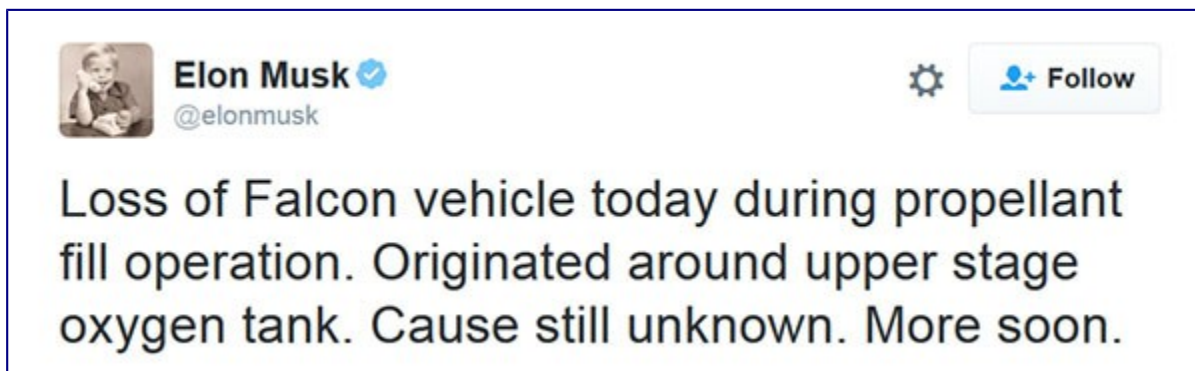 Elon Musk
@elonmusk
Follow
Loss of Falcon vehicle today during propellant
fill operation. Originated around upper stage
oxygen tank. Cause still unknown. More soon.